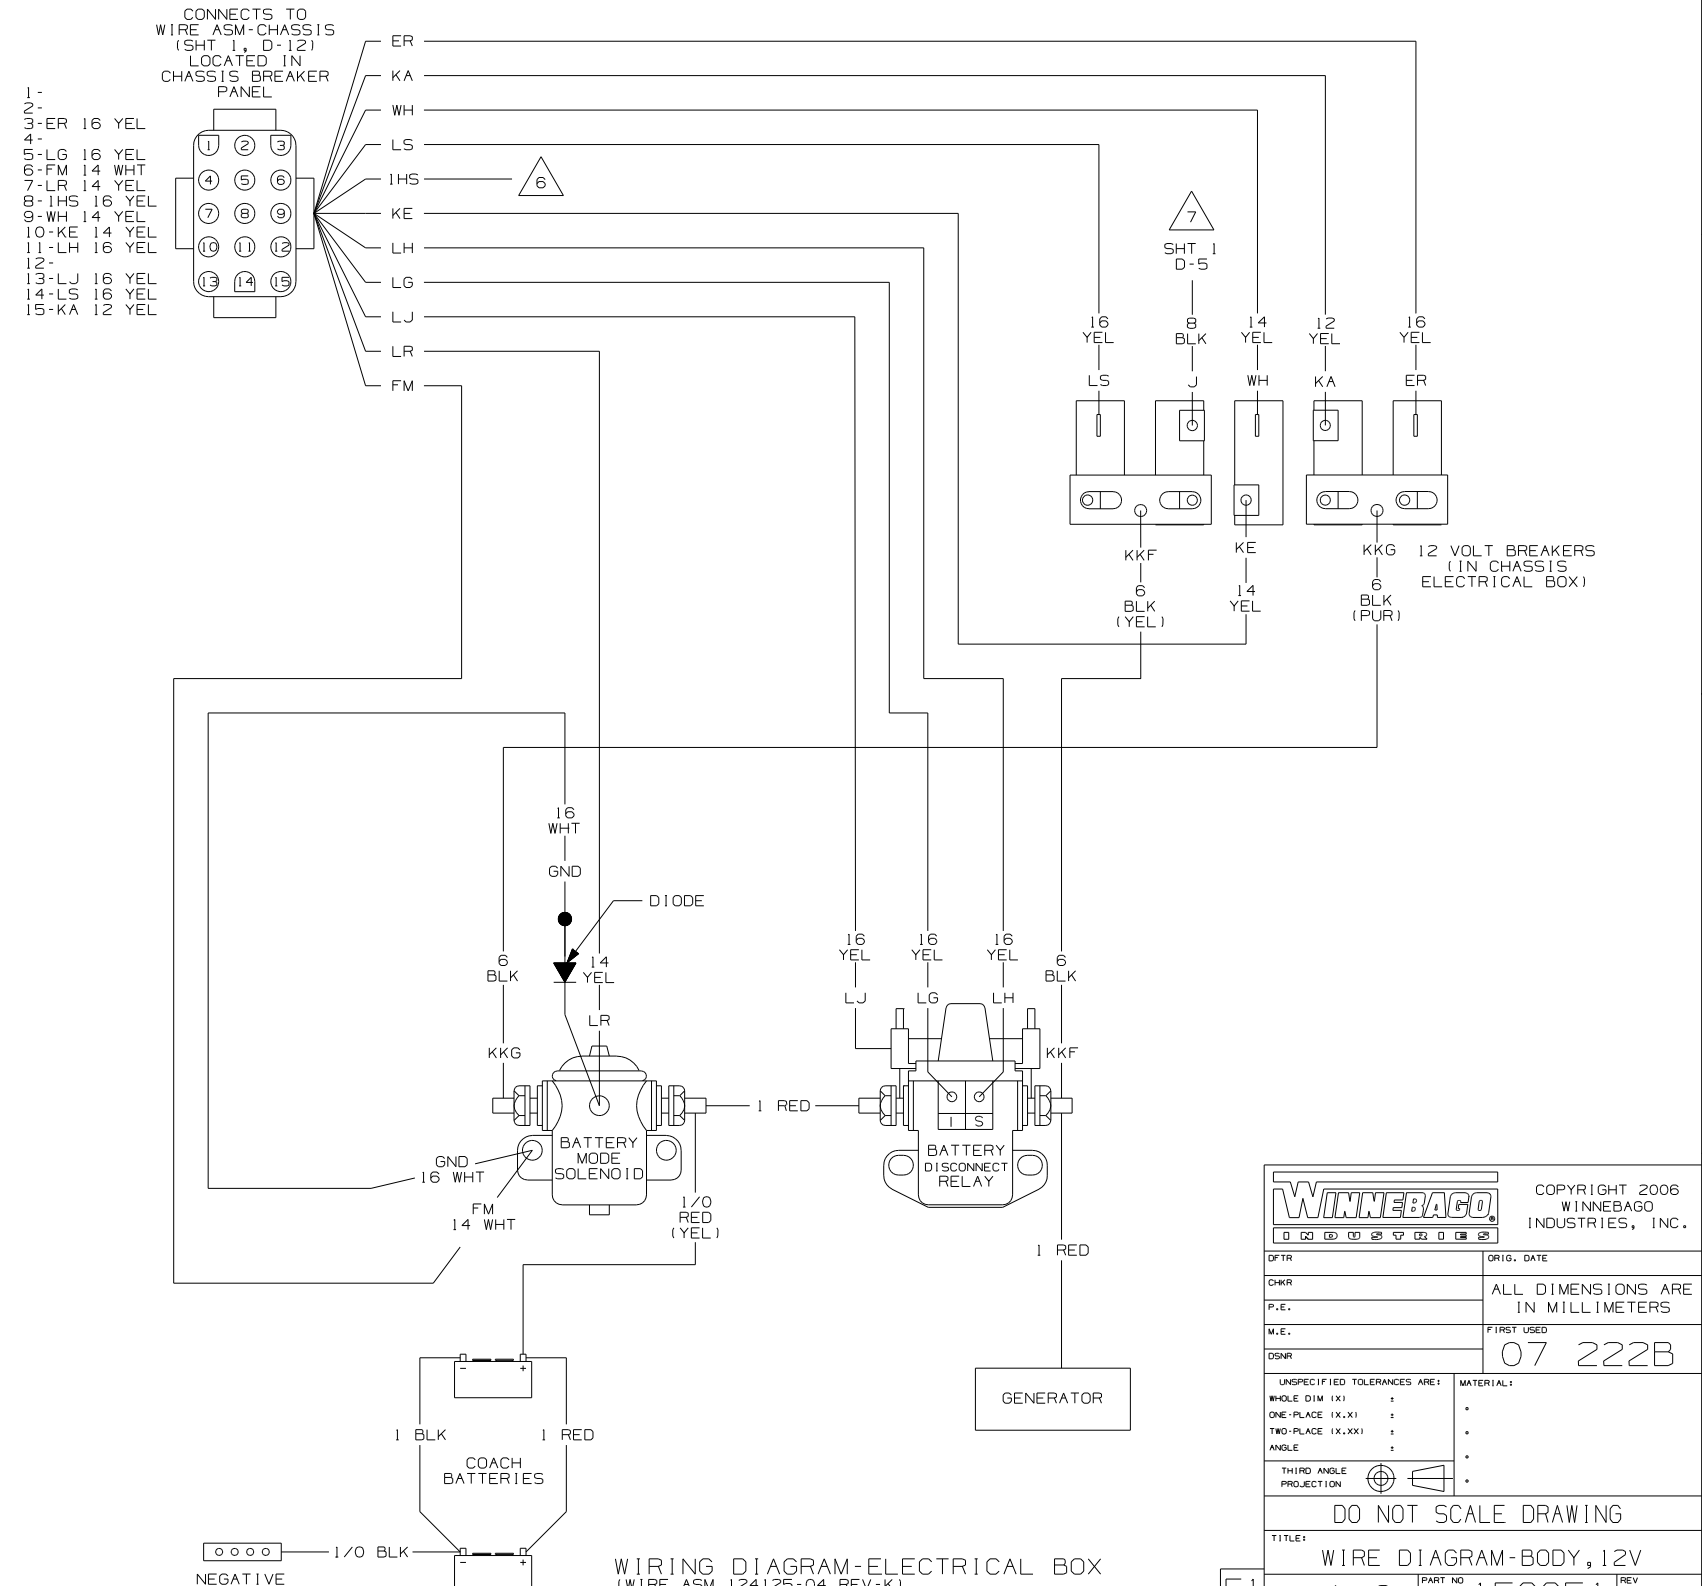 CONNECTS TO
WIRE ASM-CHASSIS
(SHT 1, D-12)
LOCATED IN
CHASSIS BREAKER
PANEL
1-
2-
3-ER 16 YEL
4-
5-LG 16 YEL
6-FM 14 WHT
7-LR 14 YEL
8-1HS 16 YEL
9-WH 14 YEL
10-KE 14 YEL
11-LH 16 YEL
12-
13-LJ 16 YEL
14-LS 16 YEL
15-KA 12 YEL
1 2 3
4 5 6
7 8 9
10 11 12
13 14 15
ER
KA
WH
LS
1HS
6
KE
LH
LG
LJ
LR
FM
7
SHT 1
D-5
16
YEL
LS
8
BLK
J
14
YEL
WH
12
YEL
KA
16
YEL
ER
KKF
6
BLK
(YEL)
KE
14
YEL
KKG
6
BLK
(PUR)
12 VOLT BREAKERS
(IN CHASSIS
ELECTRICAL BOX)
16
WHT
GND
DIODE
6
BLK
KKG
14
YEL
LR
16
YEL
LJ
16
YEL
LG
16
YEL
LH
6
BLK
KKF
1 RED
I S
BATTERY
MODE
SOLENOID
BATTERY
DISCONNECT
RELAY
GND
16 WHT
FM
14 WHT
1/0
RED
(YEL)
1 RED
GENERATOR
- +
1 BLK
1 RED
COACH
BATTERIES
1/0 BLK
- +
NEGATIVE
WIRING DIAGRAM-ELECTRICAL BOX
(WIRE ASM 124125-04 REV-K)
WINNEBAGO
INDUSTRIES
COPYRIGHT 2006
WINNEBAGO
INDUSTRIES, INC.
DFTR
ORIG. DATE
CHKR
ALL DIMENSIONS ARE
IN MILLIMETERS
P.E.
M.E.
FIRST USED
07 222B
DSNR
UNSPECIFIED TOLERANCES ARE:
WHOLE DIM (X) ±
ONE-PLACE (X.X) ±
TWO-PLACE (X.XX) ±
ANGLE ±
MATERIAL:
THIRD ANGLE
PROJECTION
DO NOT SCALE DRAWING
TITLE:
WIRE DIAGRAM-BODY,12V
PART NO
REV